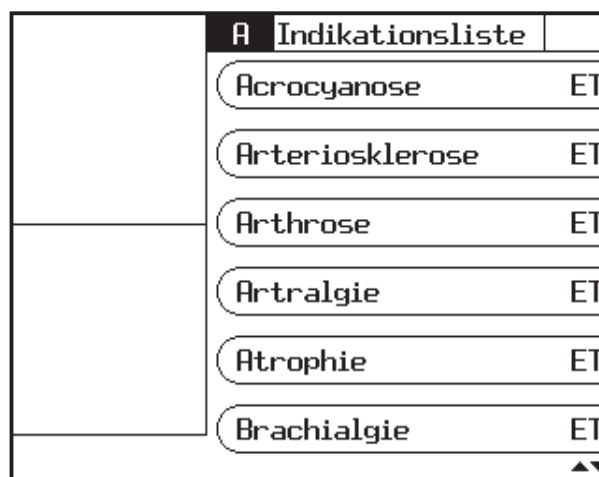 A Indikationsliste
Acrocyanose ET
Arteriosklerose ET
Arthrose ET
Artralgie ET
Atrophie ET
Brachialgie ET